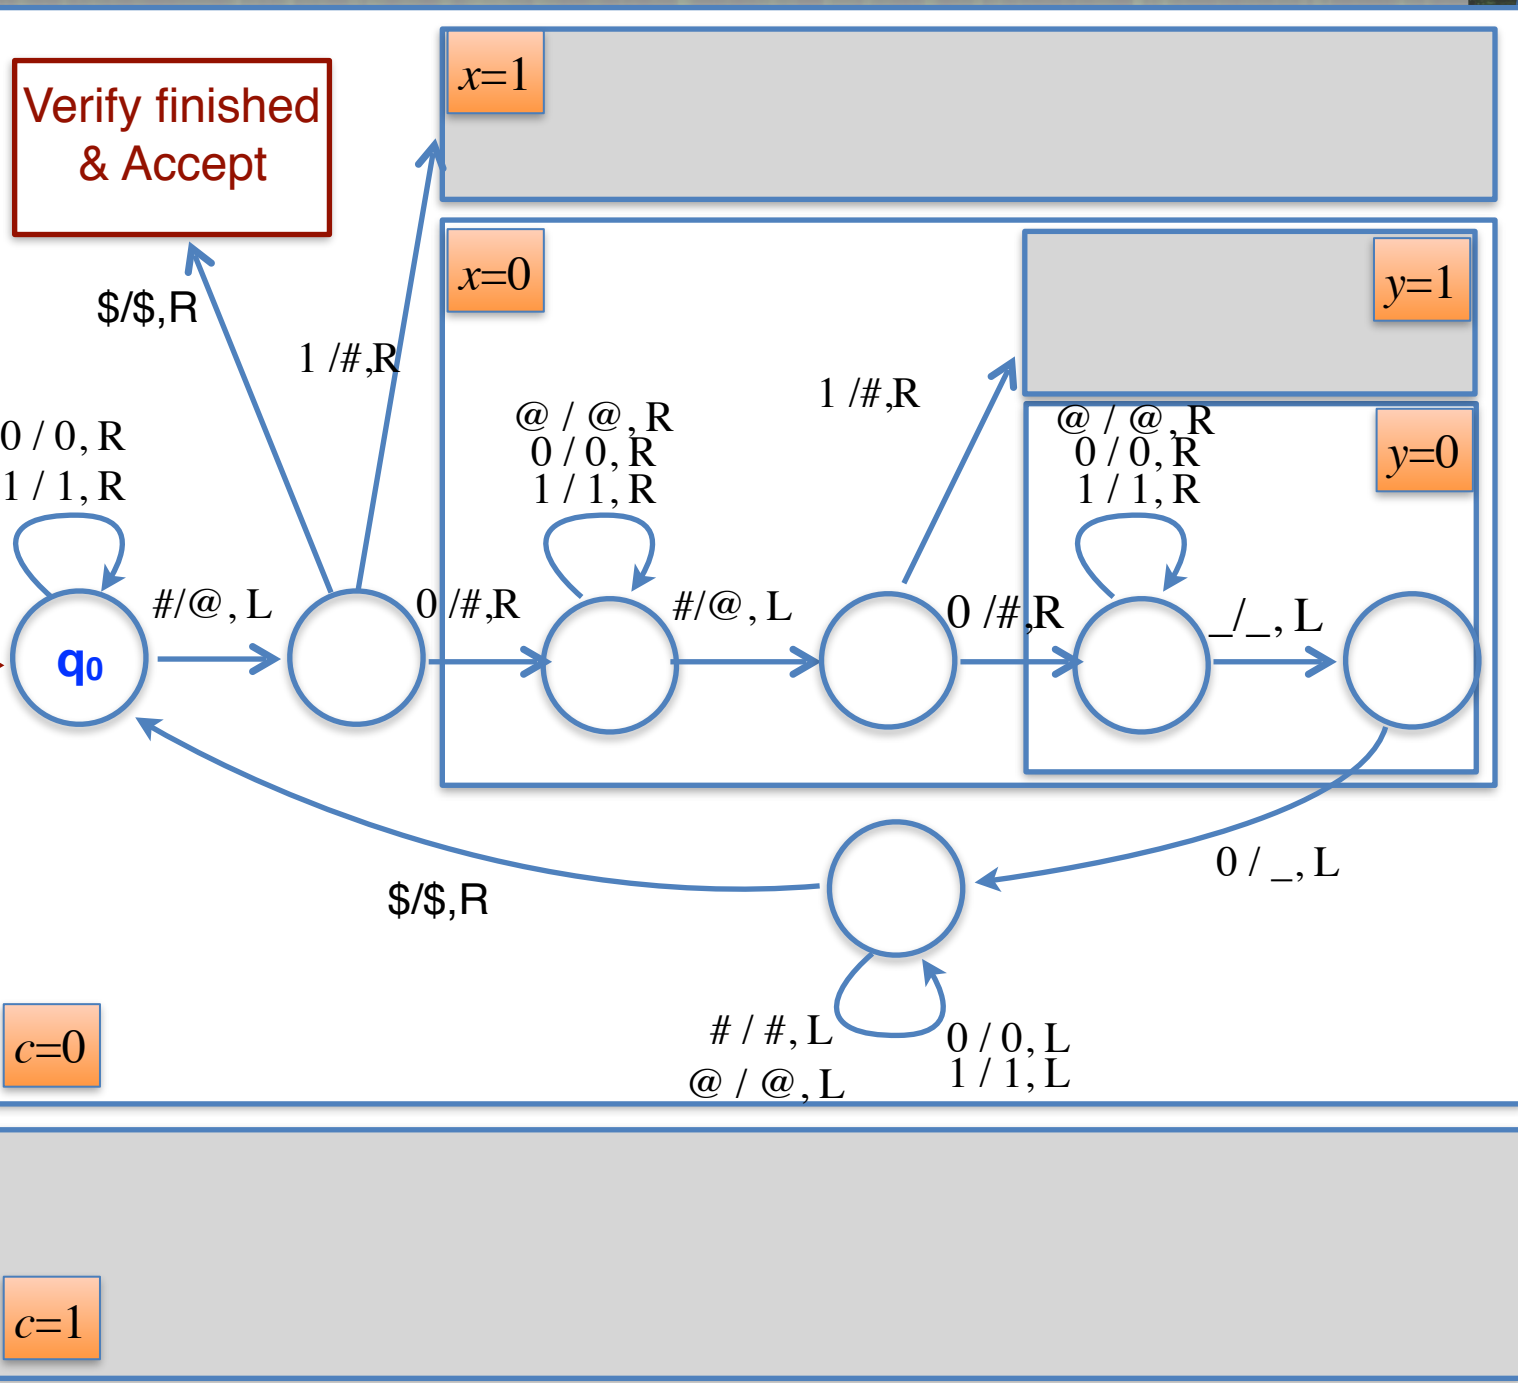 x=1
Verify finished
& Accept
x=0
y=1
$/$,R
1 /#,R
1 /#,R
@ / @, R
0 / 0, R
1 / 1, R
@ / @, R
0 / 0, R
1 / 1, R
y=0
0 / 0, R
1 / 1, R
#/@, L
0 /#,R
#/@, L
0 /#,R
_/_, L
q0
0 / _, L
$/$,R
# / #, L
@ / @, L
0 / 0, L
1 / 1, L
c=0
c=1